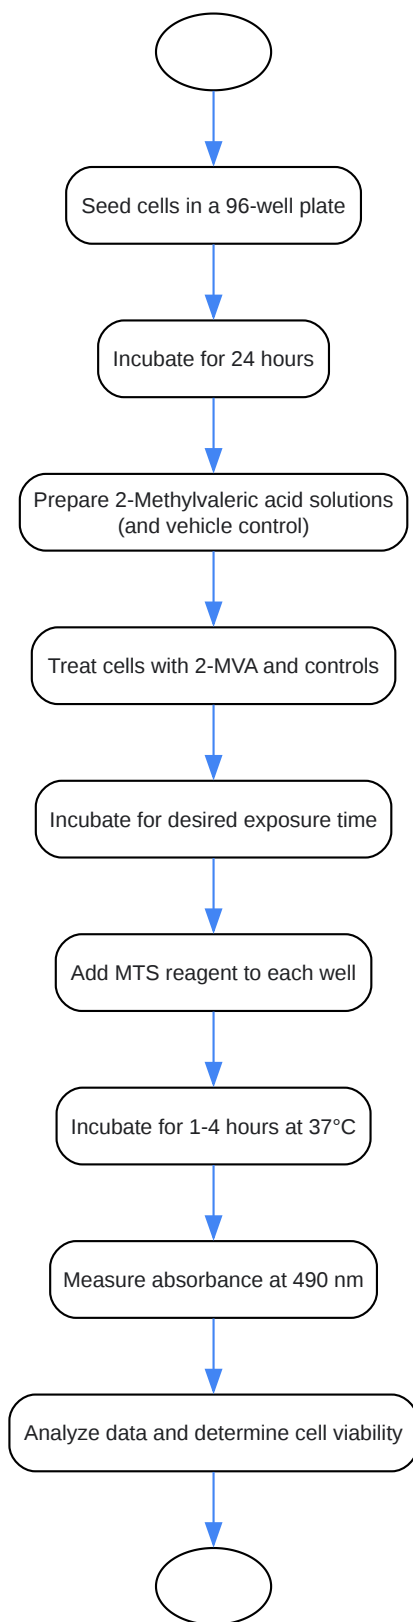 Seed cells in a 96-well plate
Incubate for 24 hours
Prepare 2-Methylvaleric acid solutions
(and vehicle control)
Treat cells with 2-MVA and controls
Incubate for desired exposure time
Add MTS reagent to each well
Incubate for 1-4 hours at 37°C
Measure absorbance at 490 nm
Analyze data and determine cell viability